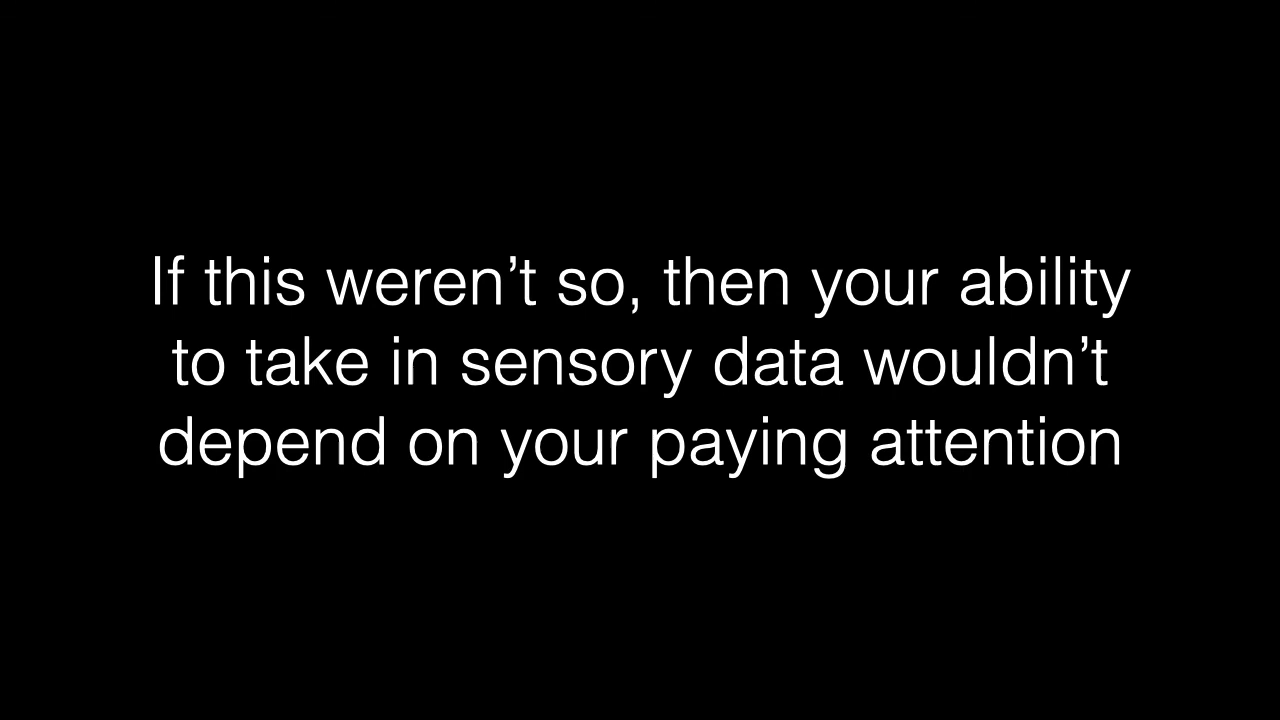 If this weren’t so, then your ability
to take in sensory data wouldn’t
depend on your paying attention